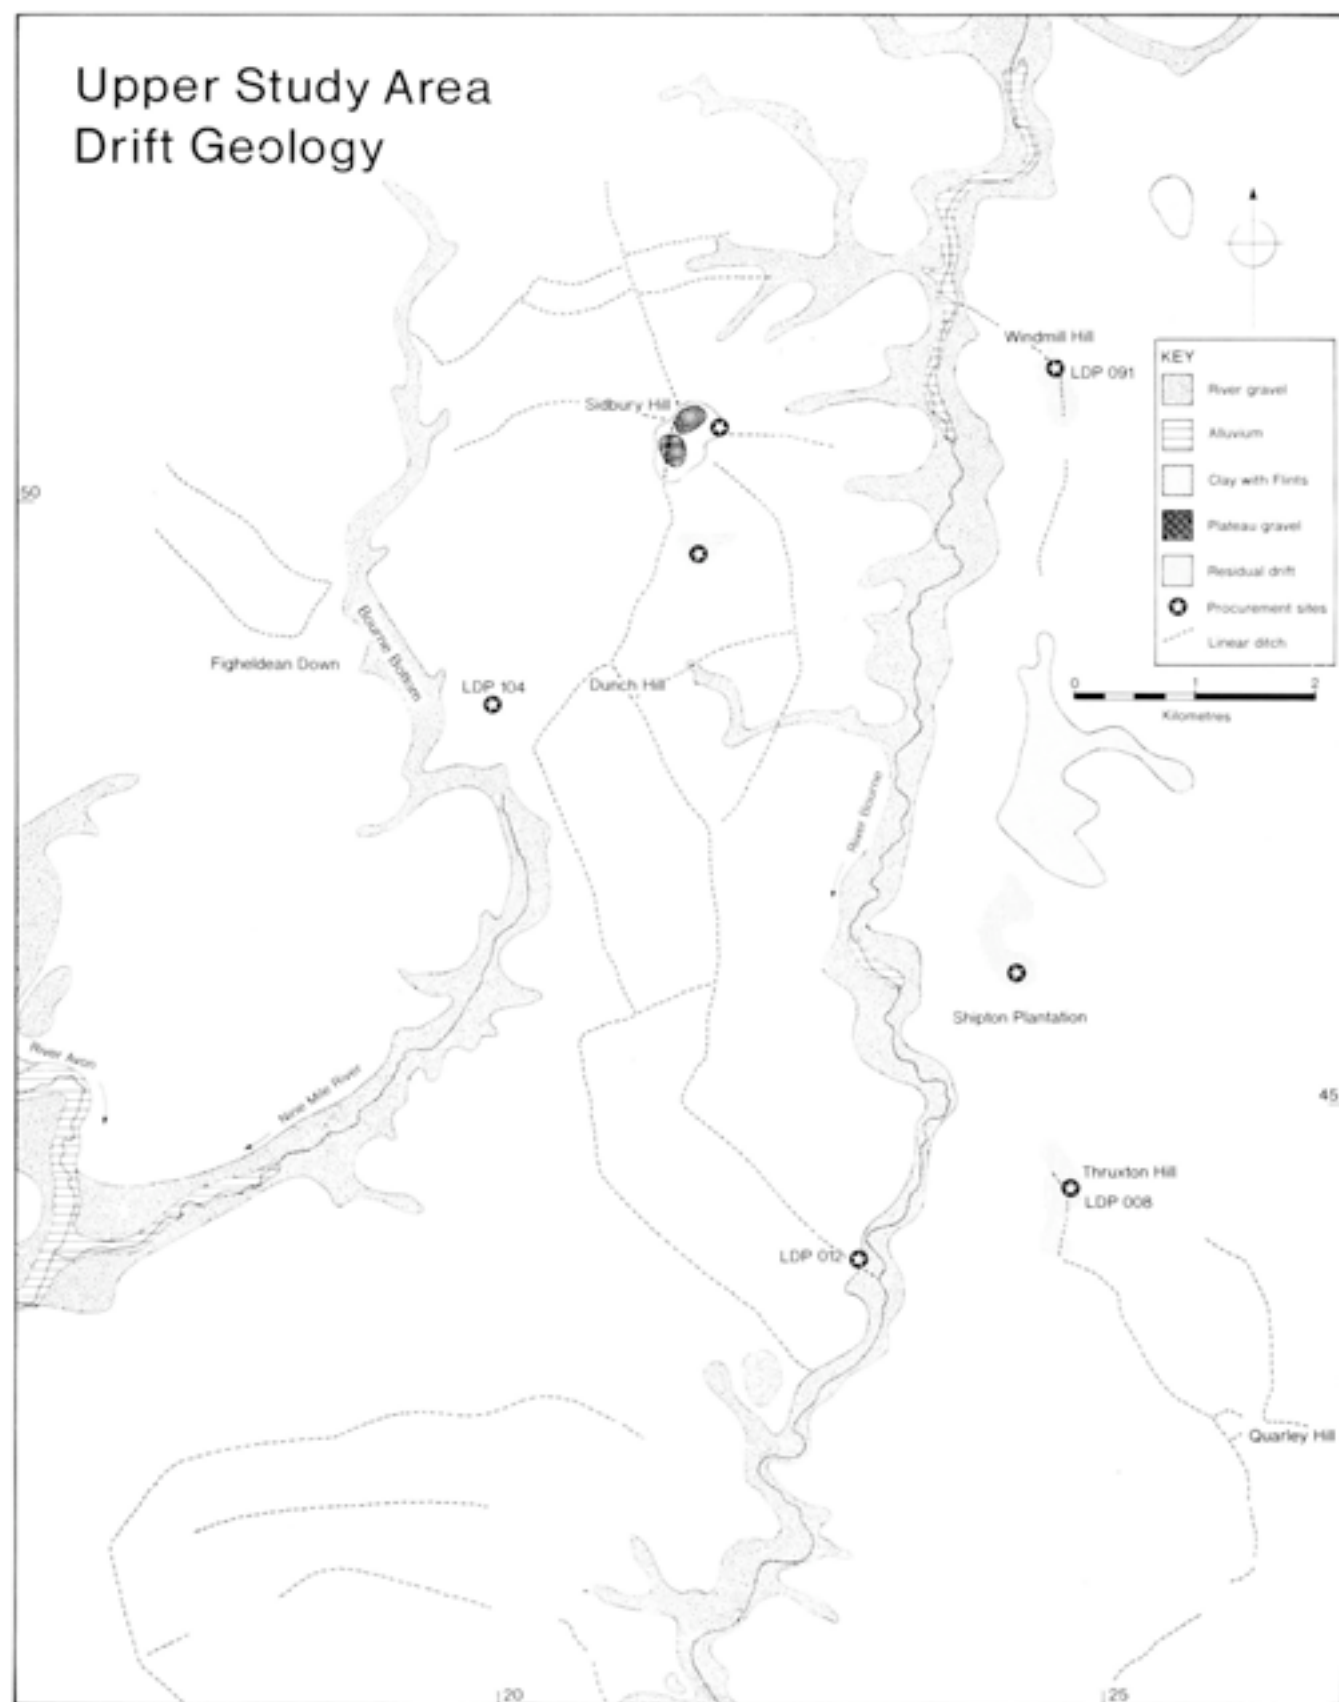 Upper Study Area
Drift Geology
Windmill Hill
LDP 091
KEY
River gravel
Alluvium
Clay with Flints
Plateau gravel
Residual drift
Procurement sites
Linear ditch
0 1 2
Kilometres
Sidbury Hill
50
Bourne Bottom
Figheldean Down
LDP 104
Dunch Hill
River Bourne
Shipton Plantation
River Avon
Nine Mile River
45
Thruxton Hill
LDP 008
LDP 012
Quarley Hill
20
25